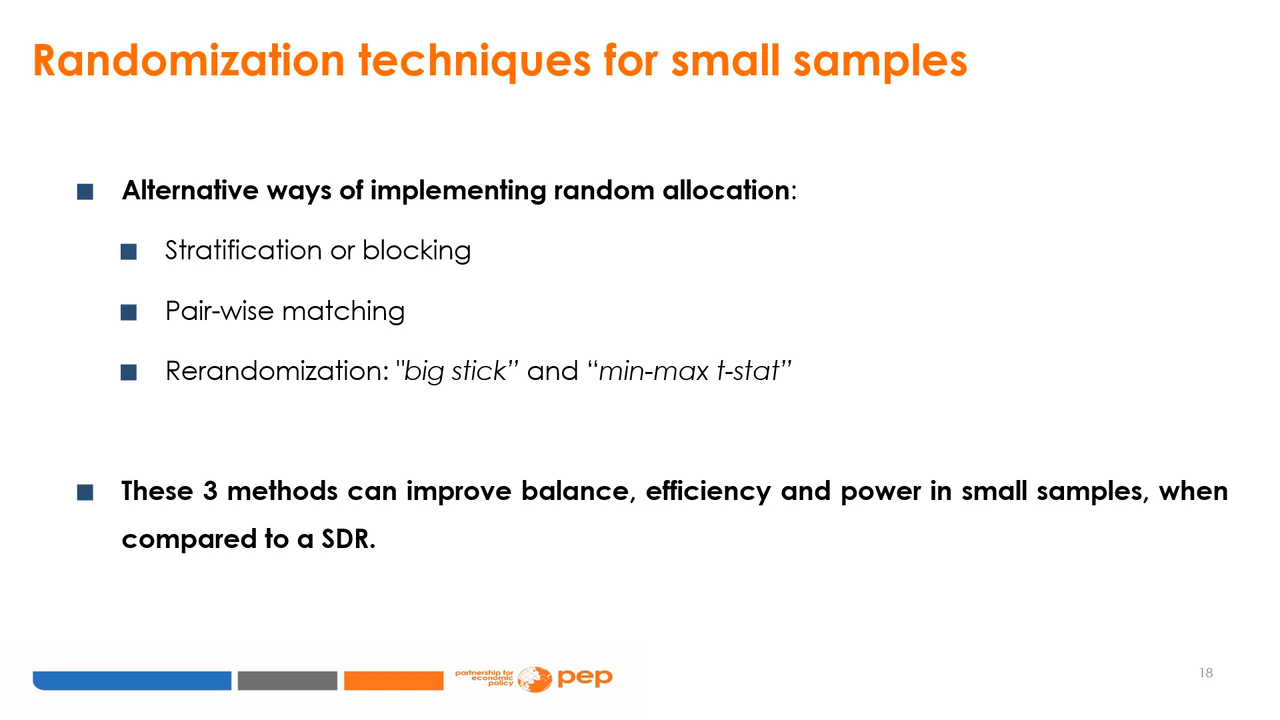 Randomization techniques for small samples
Alternative ways of implementing random allocation:
Stratification or blocking
Pair-wise matching
Rerandomization: "big stick” and “min-max t-stat”
These 3 methods can improve balance, efficiency and power in small samples, when
compared to a SDR.
partnership for
economic
policy
pep
18